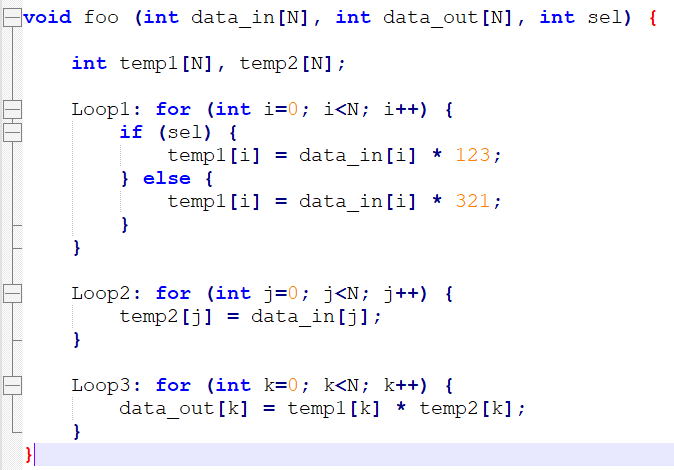 void foo (int data_in[N], int data_out[N], int sel) {
int temp1[N], temp2[N];
Loop1: for (int i=0; i<N; i++) {
if (sel) {
temp1[i] = data_in[i] * 123;
} else {
temp1[i] = data_in[i] * 321;
}
}
Loop2: for (int j=0; j<N; j++) {
temp2[j] = data_in[j];
}
Loop3: for (int k=0; k<N; k++) {
data_out[k] = temp1[k] * temp2[k];
}
}